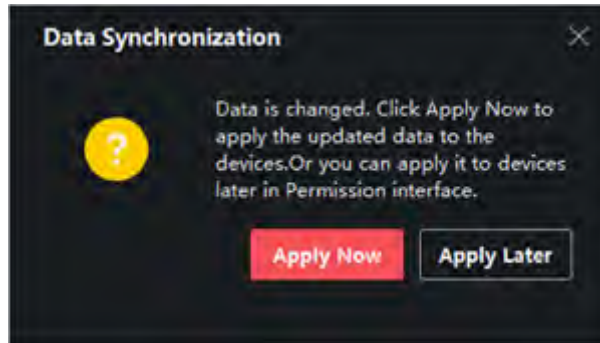 Data Synchronization
?
Data is changed. Click Apply Now to
apply the updated data to the
devices.Or you can apply it to devices
later in Permission interface.
Apply Now
Apply Later